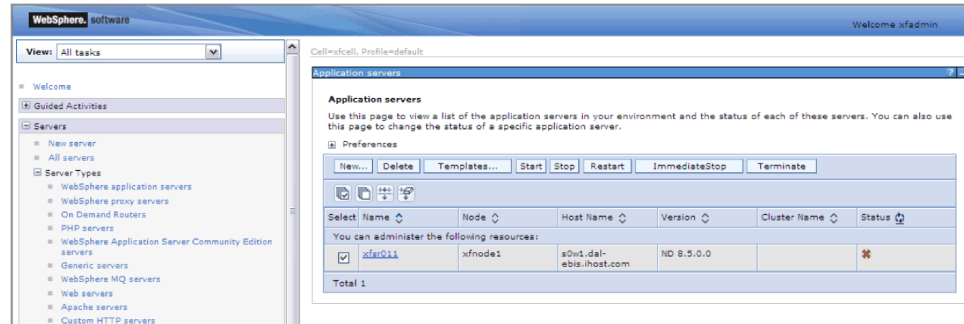 WebSphere. software
Welcome xfadmin
View: All tasks
Cell=xfcell, Profile=default
Welcome
Guided Activities
Servers
New server
All servers
Server Types
WebSphere application servers
WebSphere proxy servers
On Demand Routers
PHP servers
WebSphere Application Server Community Edition
servers
Generic servers
WebSphere MQ servers
Web servers
Apache servers
Custom HTTP servers
Application servers
?
Application servers
Use this page to view a list of the application servers in your environment and the status of each of these servers. You can also use
this page to change the status of a specific application server.
Preferences
New... Delete Templates... Start Stop Restart ImmediateStop Terminate
Select Name Node Host Name Version Cluster Name Status
You can administer the following resources:
xfsr011 xfnode1 s0w1.dal- ND 8.5.0.0
ebis.ihost.com
Total 1